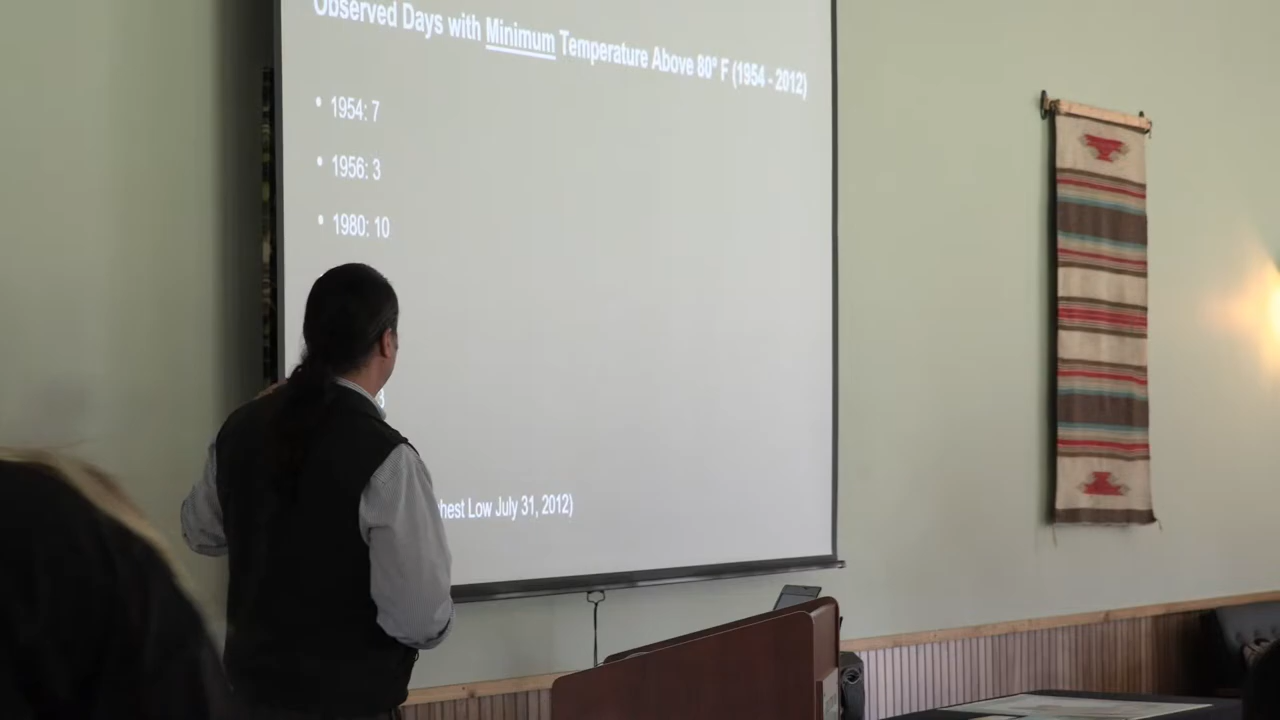 Observed Days with Minimum Temperature Above 80° F (1954 - 2012)
• 1954: 7
• 1956: 3
• 1980: 10
3
hest Low July 31, 2012)